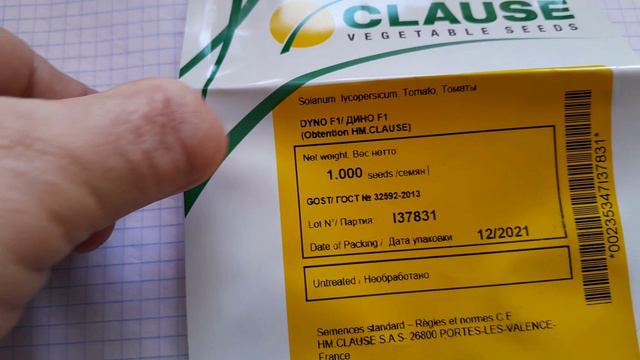 CLAUSE
VEGETABLE SEEDS
Solanum lycopersicum, Tomato, Томаты
DYNO F1/ ДИНО F1
(Obtention HM.CLAUSE)
Net weight. Вес нетто:
1.000 seeds /семян
GOST/ ГОСТ № 32592-2013
Lot N°/ Партия: I37831
Date of Packing / Дата упаковки 12/2021
Untreated / Необработано
Semences standard – Règles et normes C E
HM.CLAUSE S.A.S- 26800 PORTES-LES-VALENCE-
France
*00235347I37831*